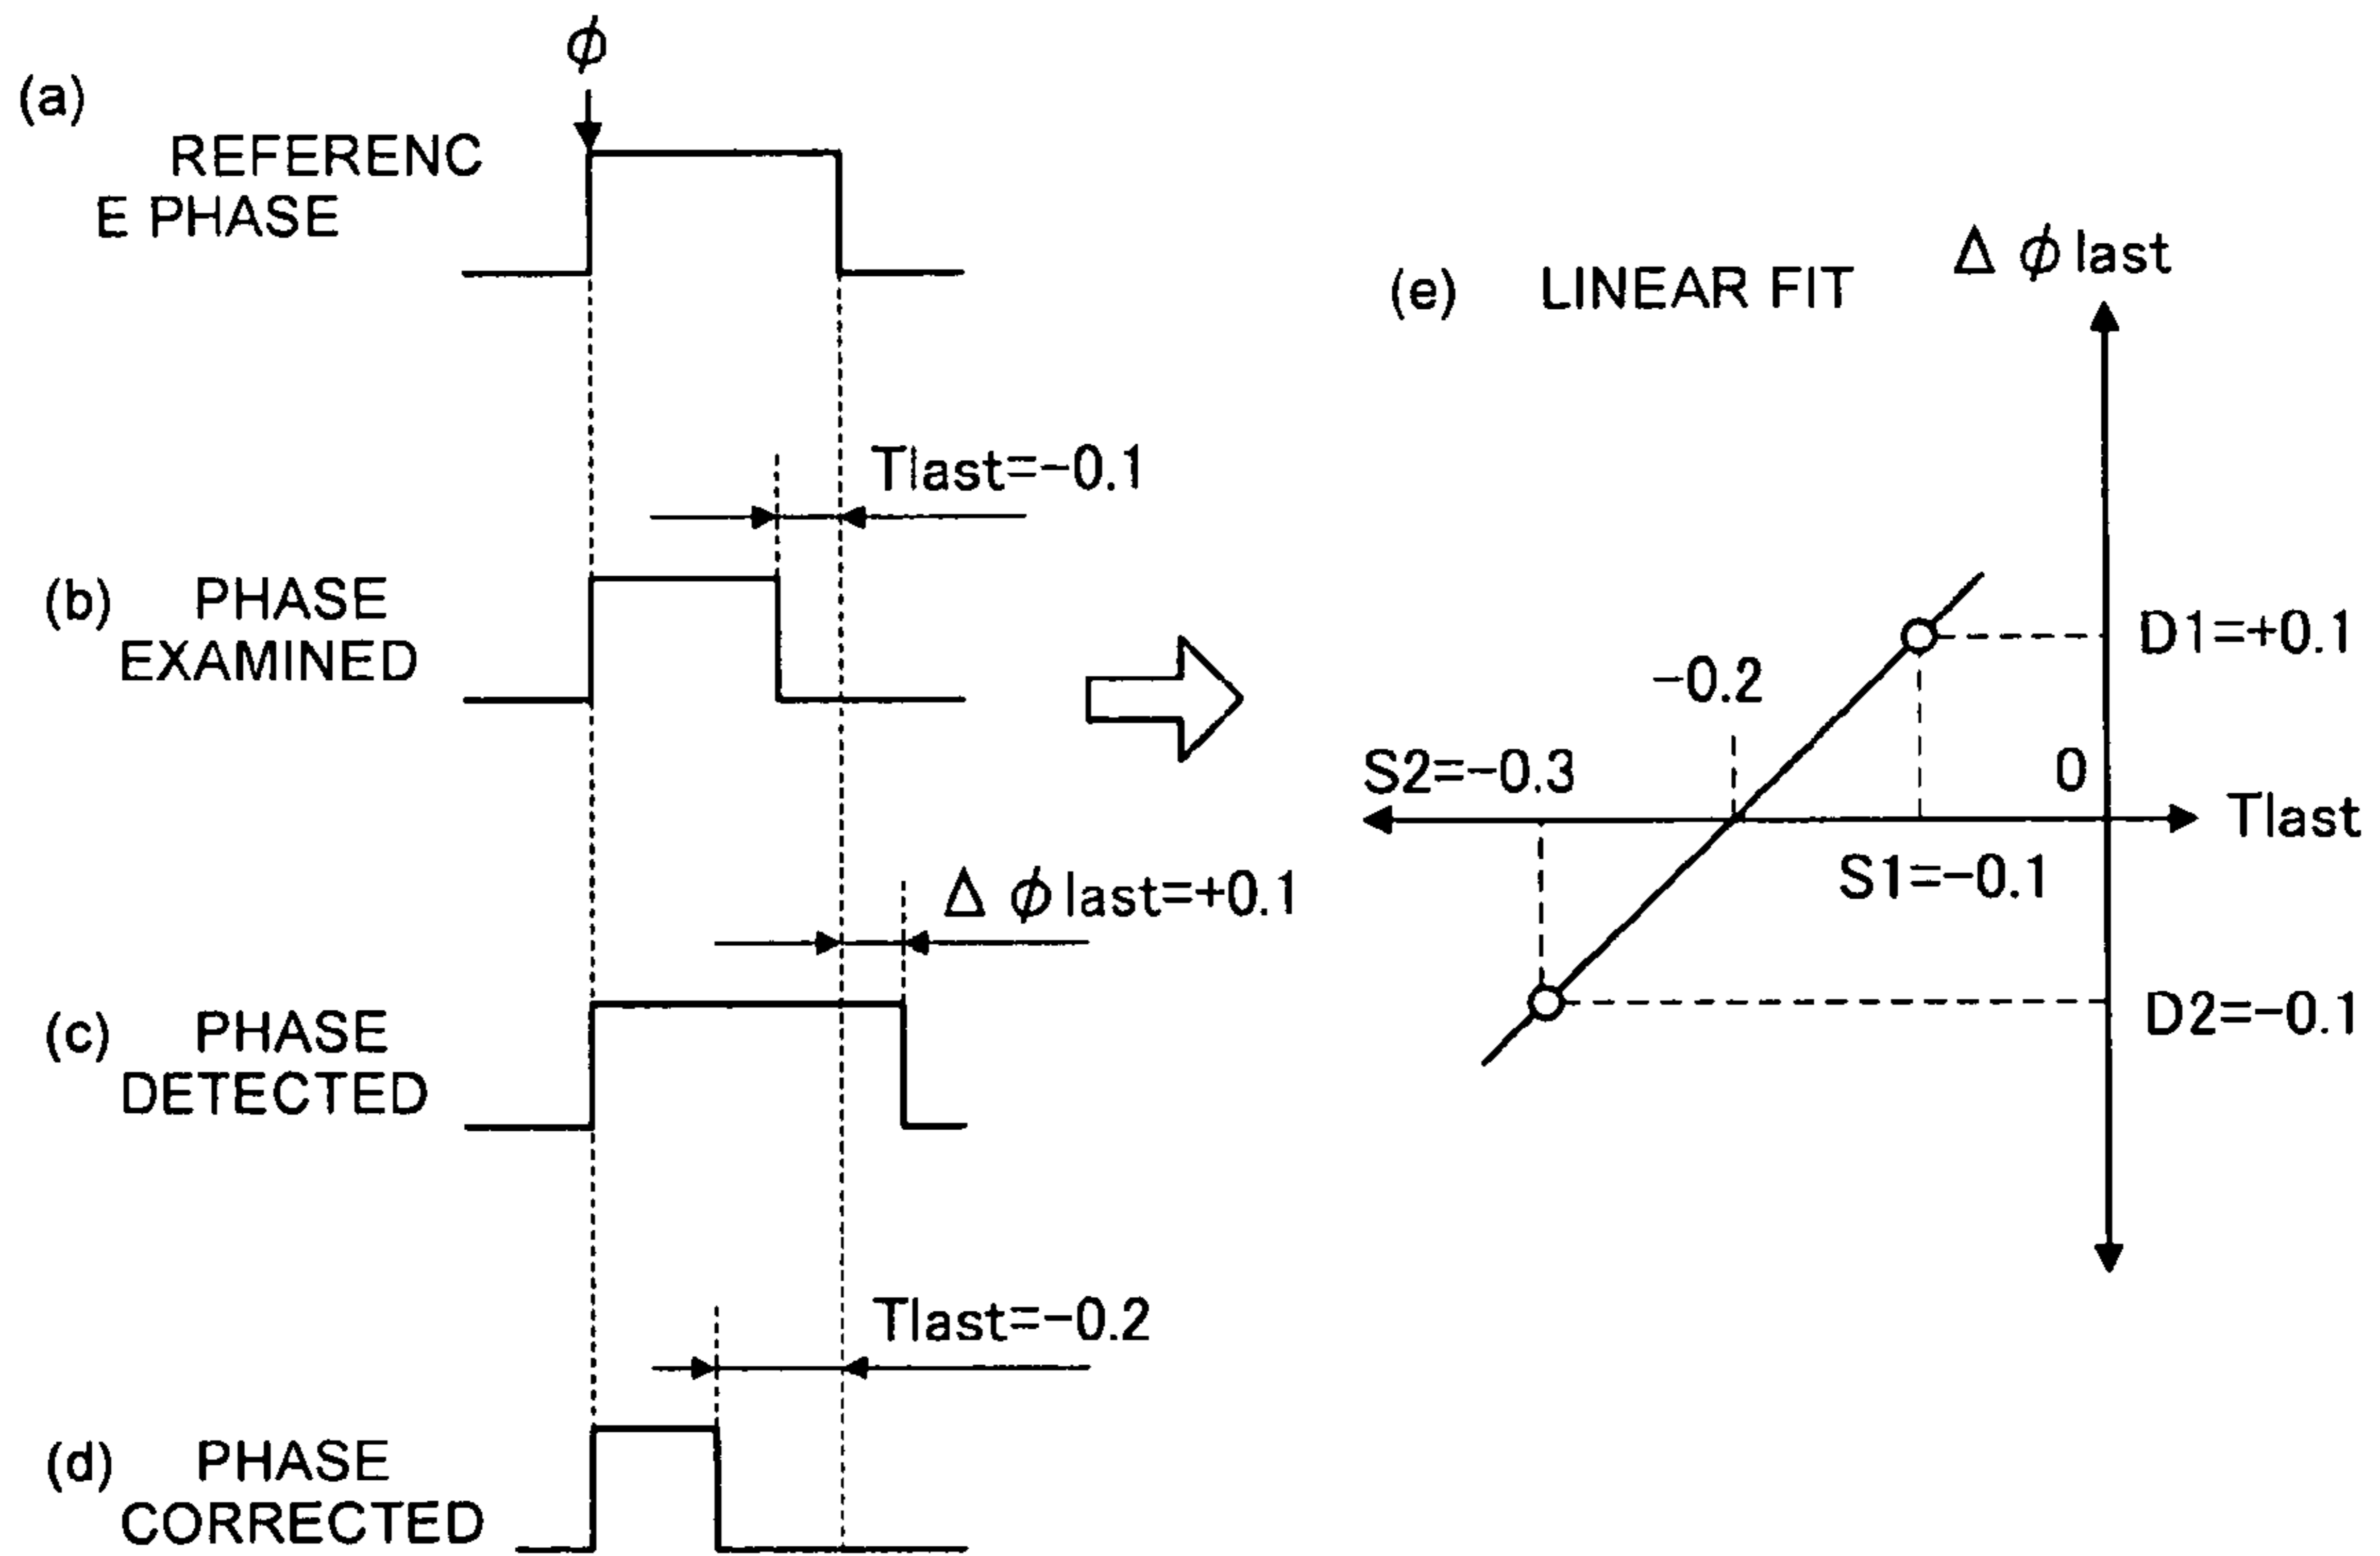 ϕ
(a)
REFERENC
E PHASE
Tlast=-0.1
(b) PHASE
EXAMINED
Δ ϕ last=+0.1
(c) PHASE
DETECTED
Tlast=-0.2
(d) PHASE
CORRECTED
Δ ϕ last
(e) LINEAR FIT
D1=+0.1
-0.2
S2=-0.3
0
Tlast
S1=-0.1
D2=-0.1